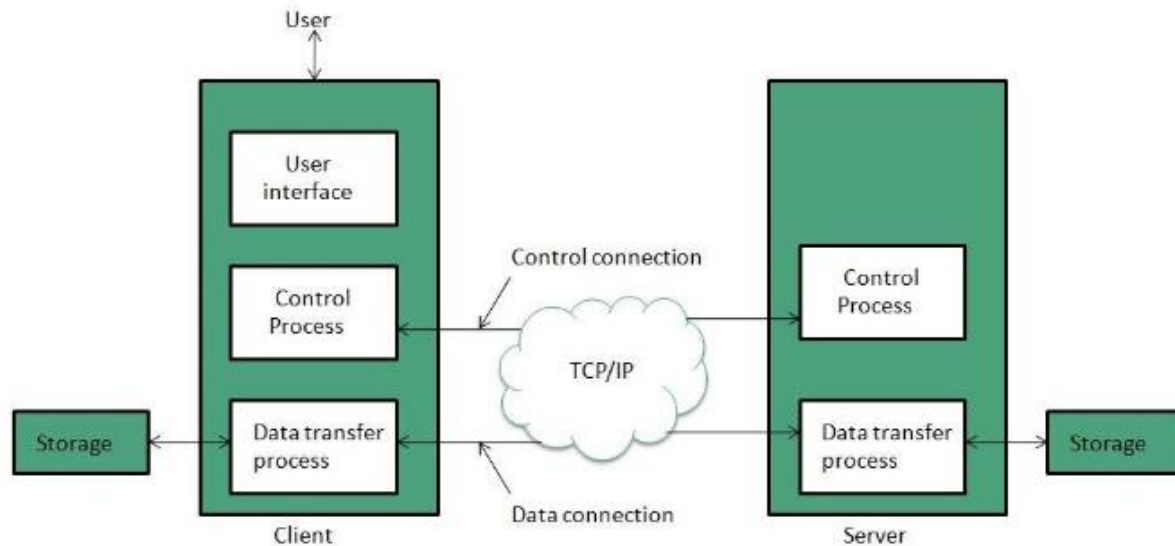 User
User
interface
Control connection
Control
Process
Control
Process
TCP/IP
Storage
Data transfer
process
Data transfer
process
Storage
Data connection
Client
Server